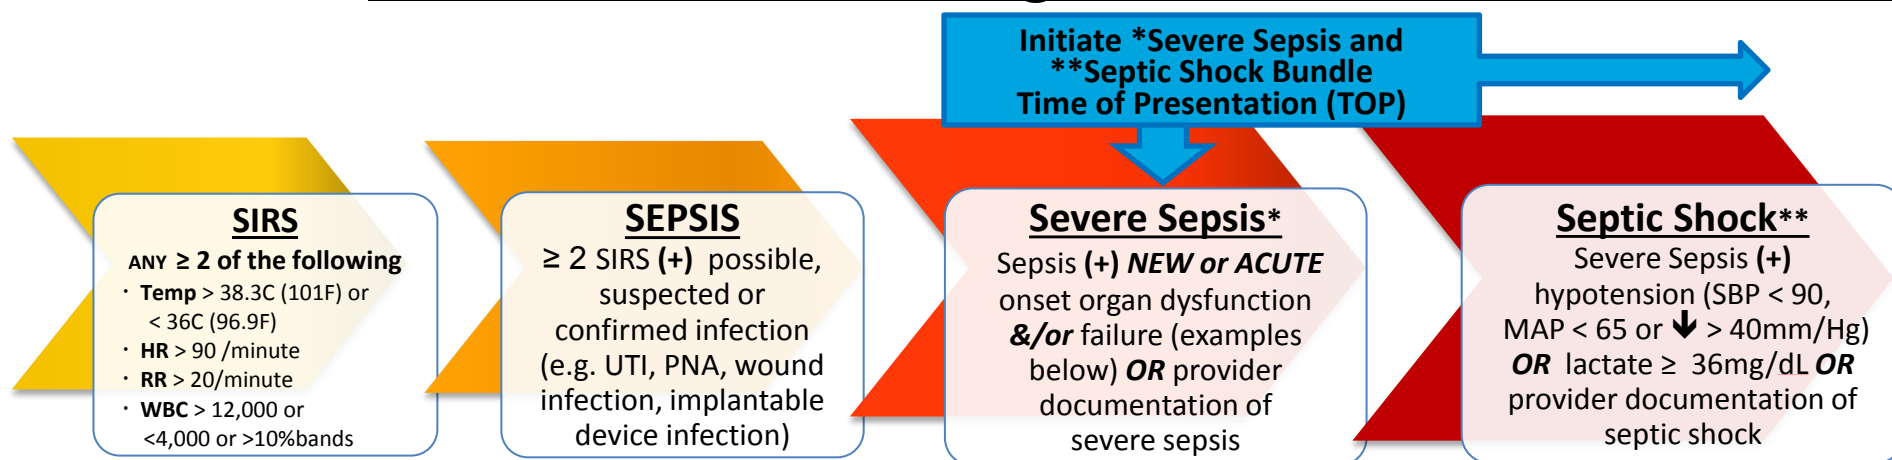 Initiate *Severe Sepsis and
**Septic Shock Bundle
Time of Presentation (TOP)
SIRS
ANY ≥ 2 of the following
· Temp > 38.3C (101F) or
< 36C (96.9F)
· HR > 90 /minute
· RR > 20/minute
· WBC > 12,000 or
<4,000 or >10%bands
SEPSIS
≥ 2 SIRS (+) possible,
suspected or
confirmed infection
(e.g. UTI, PNA, wound
infection, implantable
device infection)
Severe Sepsis*
Sepsis (+) NEW or ACUTE
onset organ dysfunction
&/or failure (examples
below) OR provider
documentation of
severe sepsis
Septic Shock**
Severe Sepsis (+)
hypotension (SBP < 90,
MAP < 65 or 🡻 > 40mm/Hg)
OR lactate ≥ 36mg/dL OR
provider documentation of
septic shock